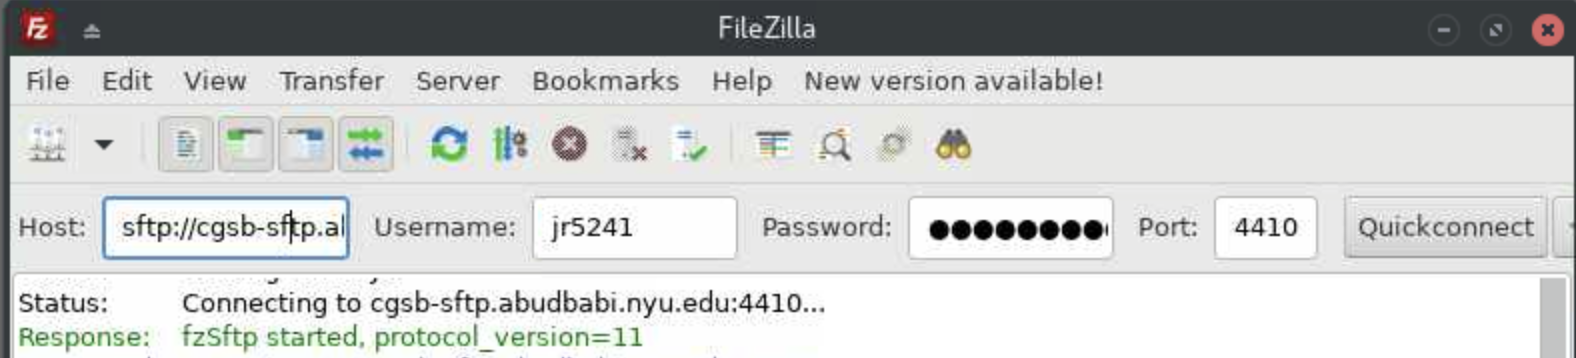 FileZilla
File Edit View Transfer Server Bookmarks Help New version available!
Host: sftp://cgsb-sftp.al Username: jr5241 Password: ●●●●●●●●● Port: 4410 Quickconnect
Status: Connecting to cgsb-sftp.abudbabi.nyu.edu:4410...
Response: fzSftp started, protocol_version=11